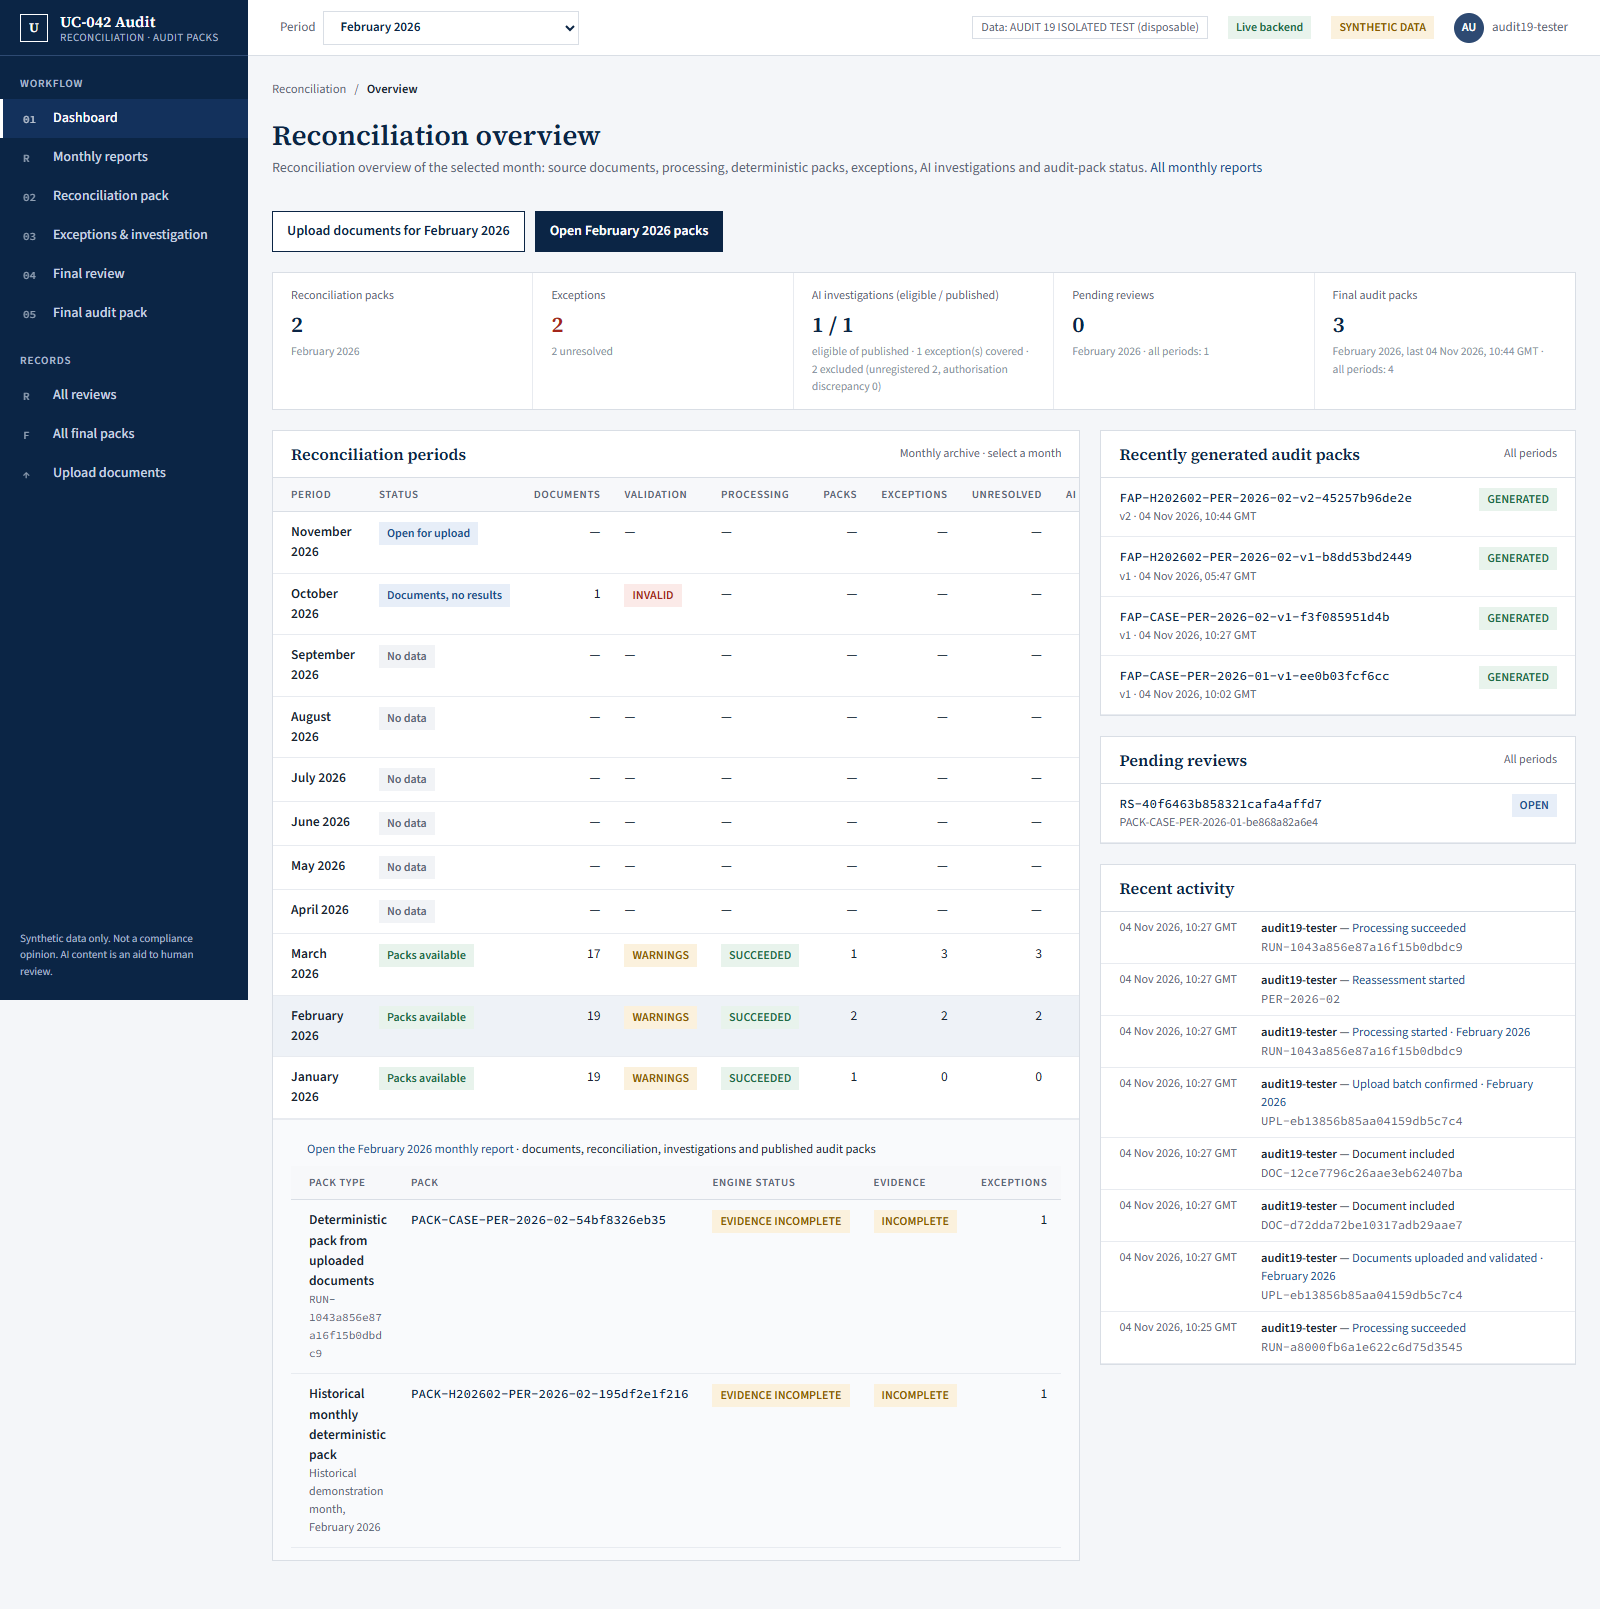 U
UC-042 Audit
RECONCILIATION · AUDIT PACKS
WORKFLOW
01 Dashboard
R Monthly reports
02 Reconciliation pack
03 Exceptions & investigation
04 Final review
05 Final audit pack
RECORDS
R All reviews
F All final packs
↑ Upload documents
Synthetic data only. Not a compliance
opinion. AI content is an aid to human
review.
Period February 2026
Data: AUDIT 19 ISOLATED TEST (disposable)
Live backend
SYNTHETIC DATA
AU audit19-tester
Reconciliation / Overview
Reconciliation overview
Reconciliation overview of the selected month: source documents, processing, deterministic packs, exceptions, AI investigations and audit-pack status. All monthly reports
Upload documents for February 2026
Open February 2026 packs
Reconciliation packs
2
February 2026
Exceptions
2
2 unresolved
AI investigations (eligible / published)
1 / 1
eligible of published · 1 exception(s) covered ·
2 excluded (unregistered 2, authorisation
discrepancy 0)
Pending reviews
0
February 2026 · all periods: 1
Final audit packs
3
February 2026, last 04 Nov 2026, 10:44 GMT ·
all periods: 4
Reconciliation periods
Monthly archive · select a month
PERIOD STATUS DOCUMENTS VALIDATION PROCESSING PACKS EXCEPTIONS UNRESOLVED AI
November
2026
Open for upload — — — — — —
October
2026
Documents, no results 1 INVALID — — — —
September
2026
No data — — — — — —
August
2026
No data — — — — — —
July 2026 No data — — — — — —
June 2026 No data — — — — — —
May 2026 No data — — — — — —
April 2026 No data — — — — — —
March
2026
Packs available 17 WARNINGS SUCCEEDED 1 3 3
February
2026
Packs available 19 WARNINGS SUCCEEDED 2 2 2
January
2026
Packs available 19 WARNINGS SUCCEEDED 1 0 0
Open the February 2026 monthly report · documents, reconciliation, investigations and published audit packs
PACK TYPE PACK ENGINE STATUS EVIDENCE EXCEPTIONS
Deterministic
pack from
uploaded
documents
RUN-
1043a856e87
a16f15b0dbd
c9
PACK-CASE-PER-2026-02-54bf8326eb35 EVIDENCE INCOMPLETE INCOMPLETE 1
Historical
monthly
deterministic
pack
Historical
demonstration
month,
February 2026
PACK-H202602-PER-2026-02-195df2e1f216 EVIDENCE INCOMPLETE INCOMPLETE 1
Recently generated audit packs
All periods
FAP-H202602-PER-2026-02-v2-45257b96de2e
v2 · 04 Nov 2026, 10:44 GMT
GENERATED
FAP-H202602-PER-2026-02-v1-b8dd53bd2449
v1 · 04 Nov 2026, 05:47 GMT
GENERATED
FAP-CASE-PER-2026-02-v1-f3f085951d4b
v1 · 04 Nov 2026, 10:27 GMT
GENERATED
FAP-CASE-PER-2026-01-v1-ee0b03fcf6cc
v1 · 04 Nov 2026, 10:02 GMT
GENERATED
Pending reviews
All periods
RS-40f6463b858321cafa4affd7
PACK-CASE-PER-2026-01-be868a82a6e4
OPEN
Recent activity
04 Nov 2026, 10:27 GMT audit19-tester — Processing succeeded
RUN-1043a856e87a16f15b0dbdc9
04 Nov 2026, 10:27 GMT audit19-tester — Reassessment started
PER-2026-02
04 Nov 2026, 10:27 GMT audit19-tester — Processing started · February 2026
RUN-1043a856e87a16f15b0dbdc9
04 Nov 2026, 10:27 GMT audit19-tester — Upload batch confirmed · February
2026
UPL-eb13856b85aa04159db5c7c4
04 Nov 2026, 10:27 GMT audit19-tester — Document included
DOC-12ce7796c26aae3eb62407ba
04 Nov 2026, 10:27 GMT audit19-tester — Document included
DOC-d72dda72be10317adb29aae7
04 Nov 2026, 10:27 GMT audit19-tester — Documents uploaded and validated ·
February 2026
UPL-eb13856b85aa04159db5c7c4
04 Nov 2026, 10:25 GMT audit19-tester — Processing succeeded
RUN-a8000fb6a1e622c6d75d3545